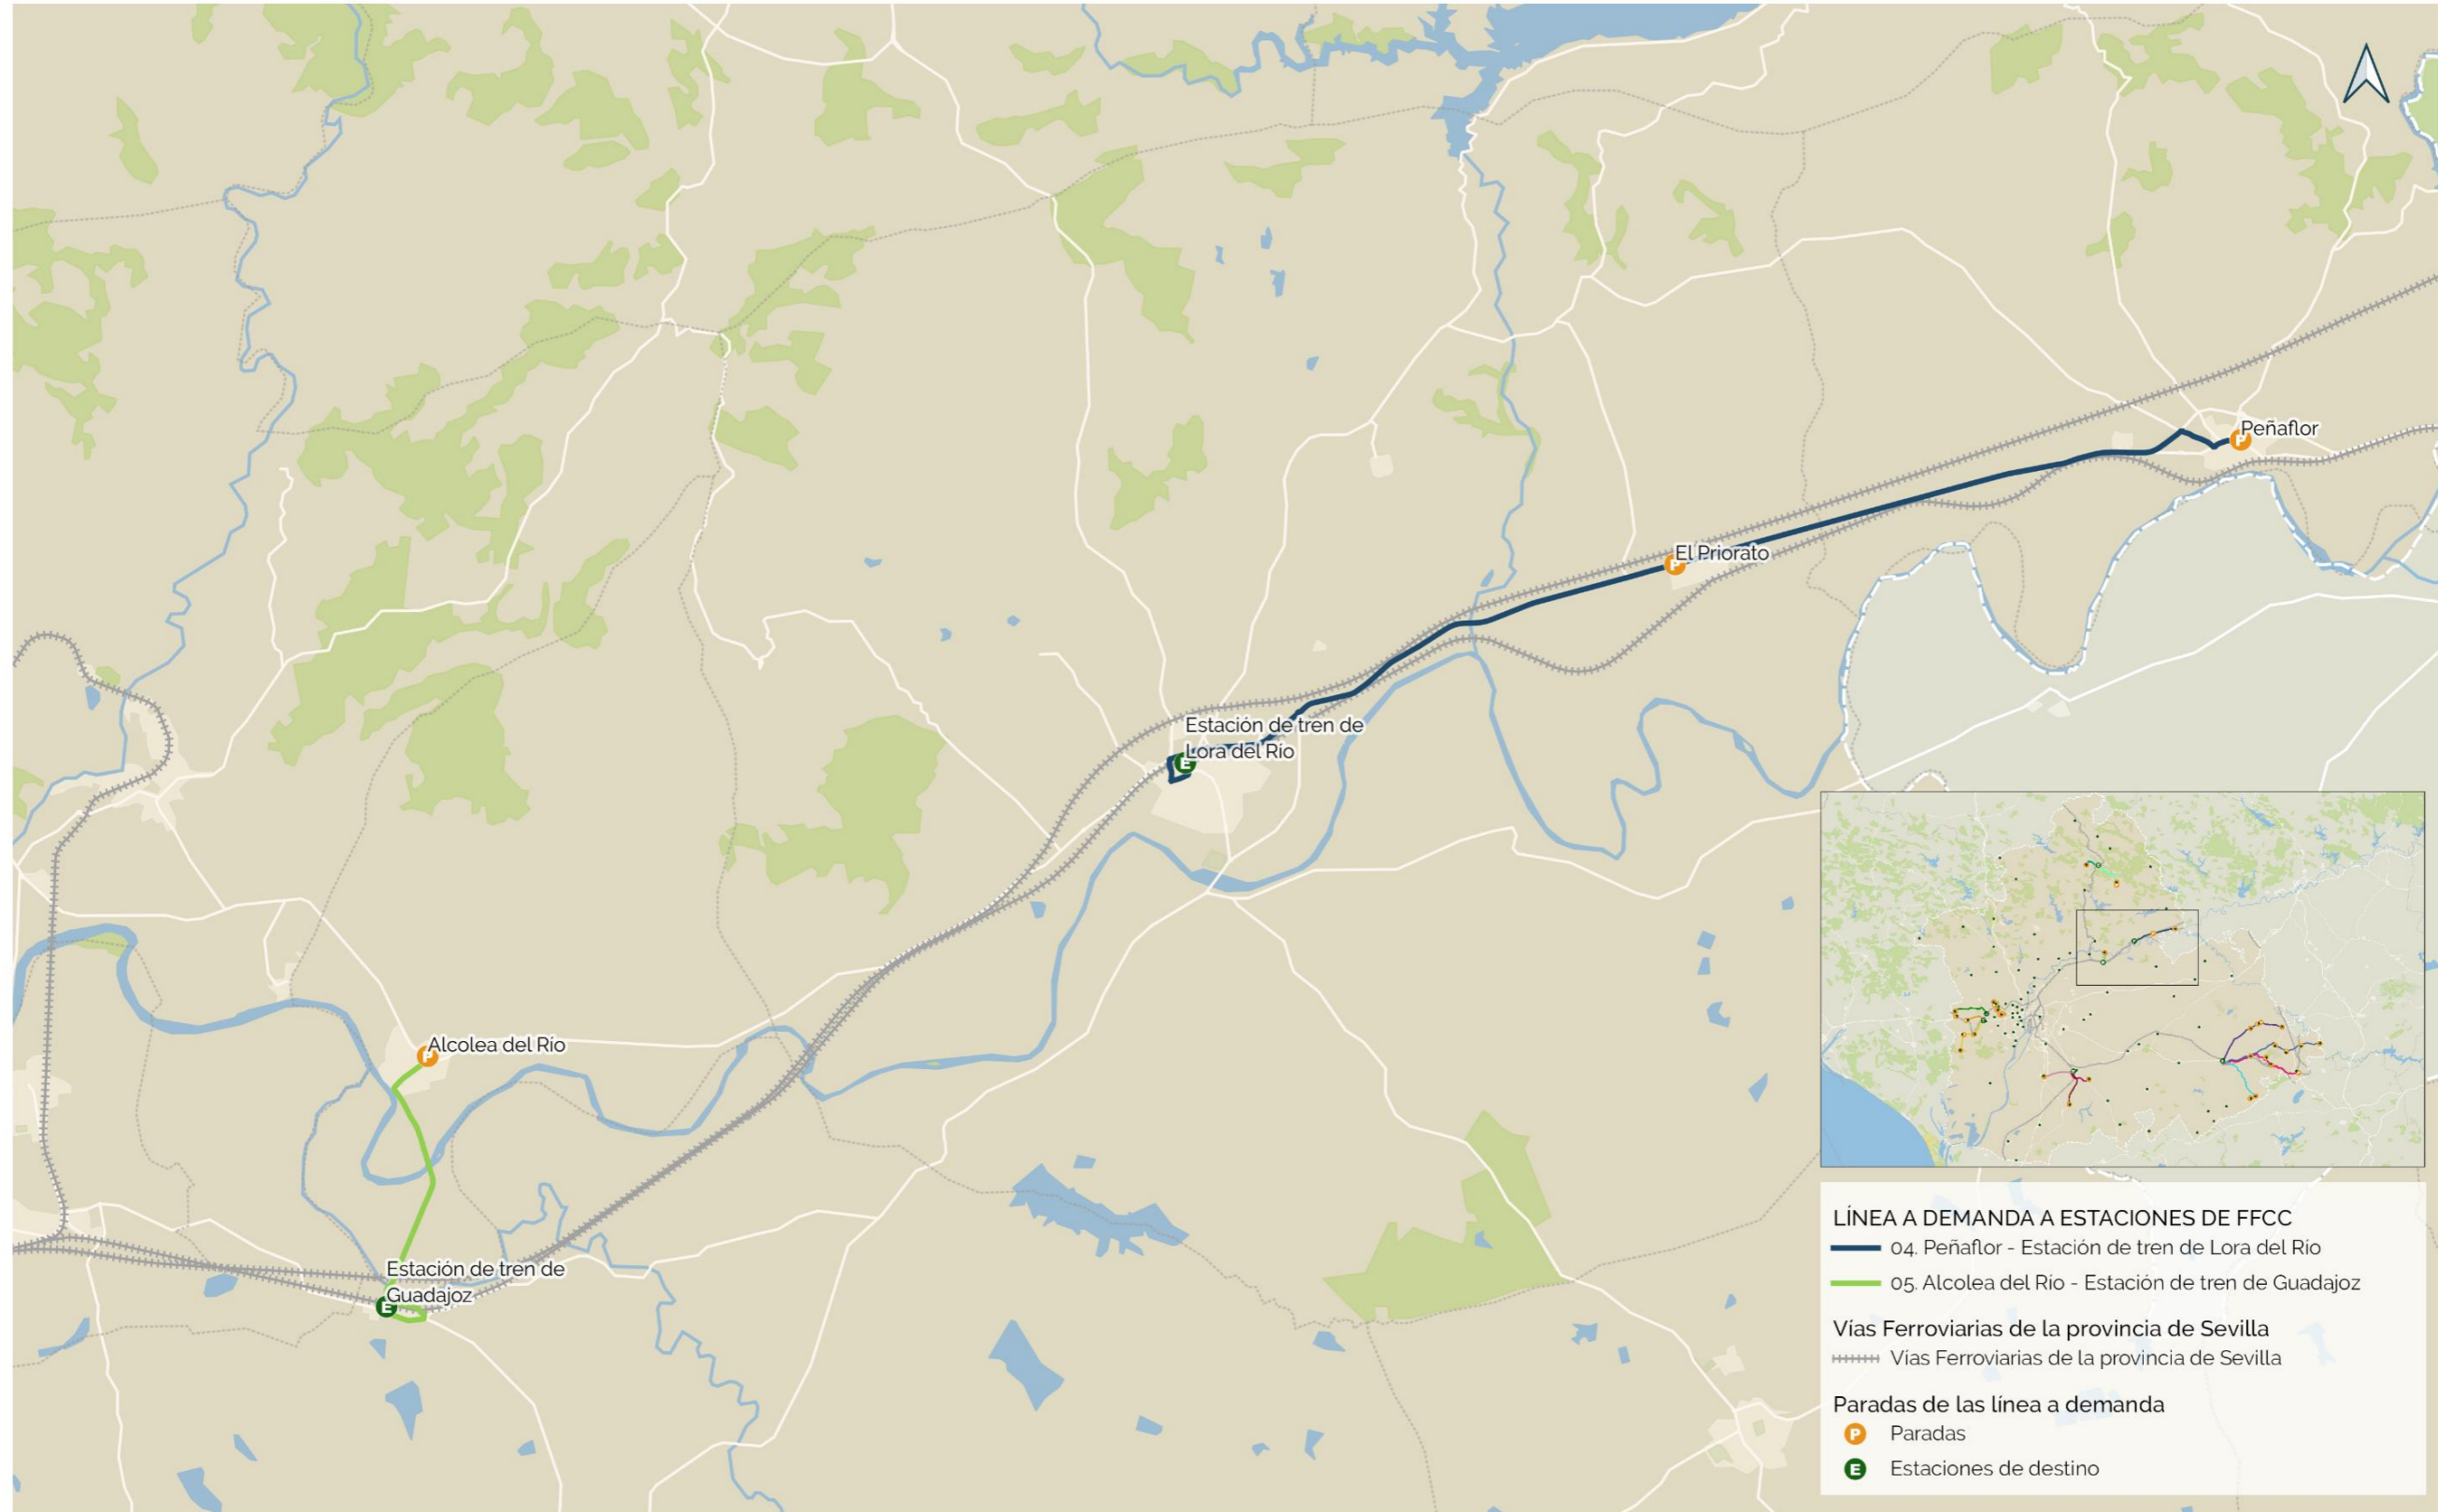 Peñaflor
El Priorato
Estación de tren de
Lora del Río
Alcolea del Río
Estación de tren de
Guadajoz
LÍNEA A DEMANDA A ESTACIONES DE FFCC
04. Peñaflor - Estación de tren de Lora del Río
05. Alcolea del Río - Estación de tren de Guadajoz
Vías Ferroviarias de la provincia de Sevilla
Vías Ferroviarias de la provincia de Sevilla
Paradas de las línea a demanda
P Paradas
E Estaciones de destino